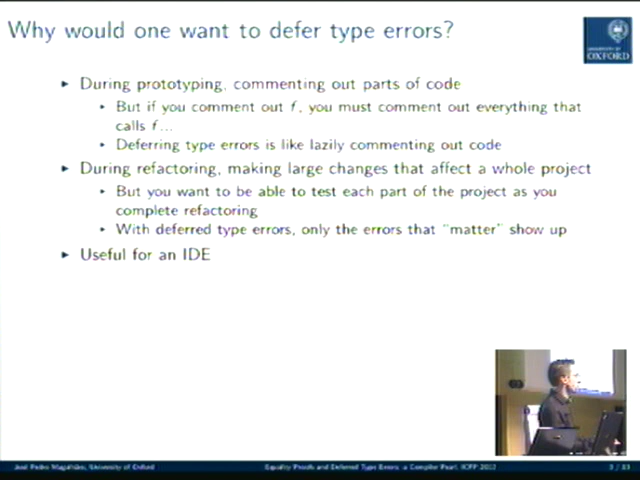 Why would one want to defer type errors?
UNIVERSITY OF
OXFORD
During prototyping, commenting out parts of code
But if you comment out f, you must comment out everything that
calls f...
Deferring type errors is like lazily commenting out code
During refactoring, making large changes that affect a whole project
But you want to be able to test each part of the project as you
complete refactoring
With deferred type errors, only the errors that "matter" show up
Useful for an IDE
José Pedro Magalhães, University of Oxford
Equality Proofs and Deferred Type Errors: a Compiler Pearl, ICFP 2012